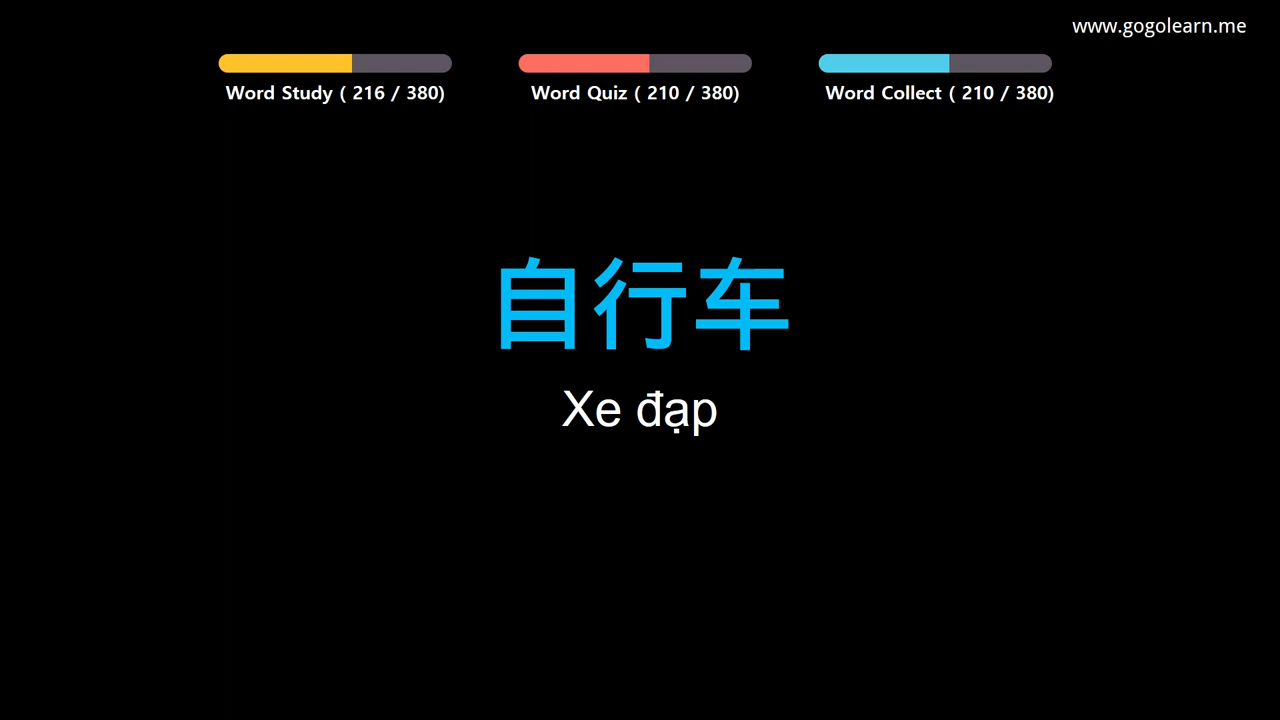 www.gogolearn.me
Word Study ( 216 / 380)
Word Quiz ( 210 / 380)
Word Collect ( 210 / 380)
自行车
Xe đạp